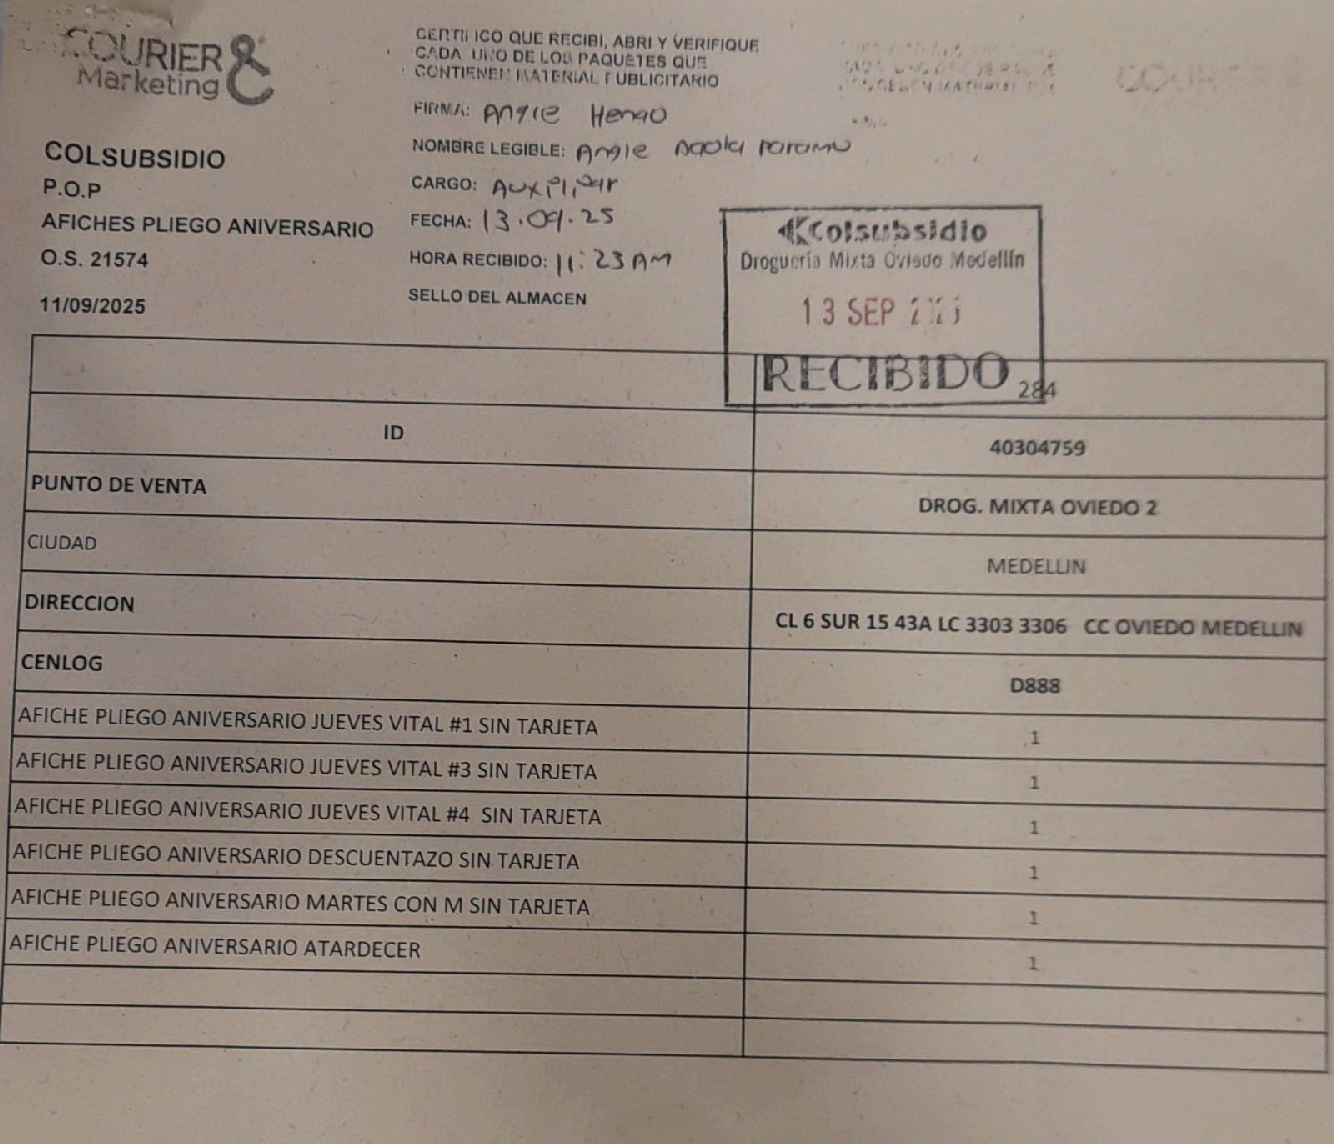 COURIER &
Marketing
COLSUBSIDIO
P.O.P
AFICHES PLIEGO ANIVERSARIO
O.S. 21574
11/09/2025
CERTIFICO QUE RECIBI, ABRI Y VERIFIQUE
CADA UNO DE LOS PAQUETES QUE
CONTIENEN MATERIAL PUBLICITARIO
FIRMA: Angie Henao
NOMBRE LEGIBLE: Angie Paola Paramo
CARGO: Auxiliar
FECHA: 13.09.25
HORA RECIBIDO: 11:23 AM
SELLO DEL ALMACEN
COUR
Colsubsidio
Droguería Mixta Oviedo Medellín
13 SEP
RECIBIDO
284
ID 40304759
PUNTO DE VENTA DROG. MIXTA OVIEDO 2
CIUDAD MEDELLIN
DIRECCION CL 6 SUR 15 43A LC 3303 3306 CC OVIEDO MEDELLIN
CENLOG D888
AFICHE PLIEGO ANIVERSARIO JUEVES VITAL #1 SIN TARJETA 1
AFICHE PLIEGO ANIVERSARIO JUEVES VITAL #3 SIN TARJETA 1
AFICHE PLIEGO ANIVERSARIO JUEVES VITAL #4 SIN TARJETA 1
AFICHE PLIEGO ANIVERSARIO DESCUENTAZO SIN TARJETA 1
AFICHE PLIEGO ANIVERSARIO MARTES CON M SIN TARJETA 1
AFICHE PLIEGO ANIVERSARIO ATARDECER 1